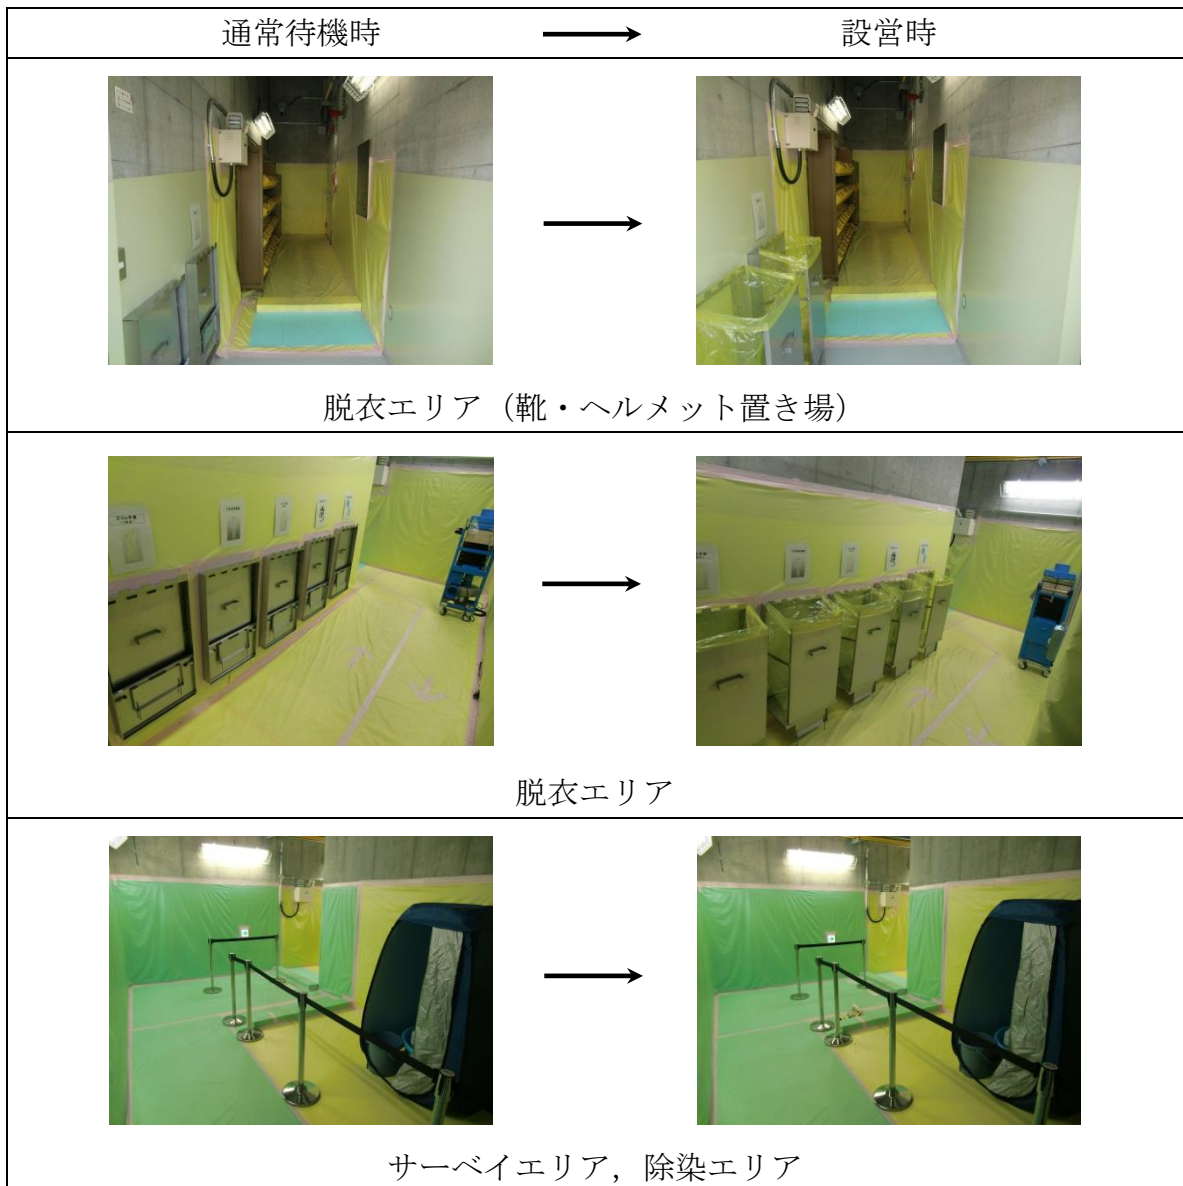 通常待機時 → 設営時
脱衣エリア（靴・ヘルメット置き場）
脱衣エリア
サーベイエリア，除染エリア